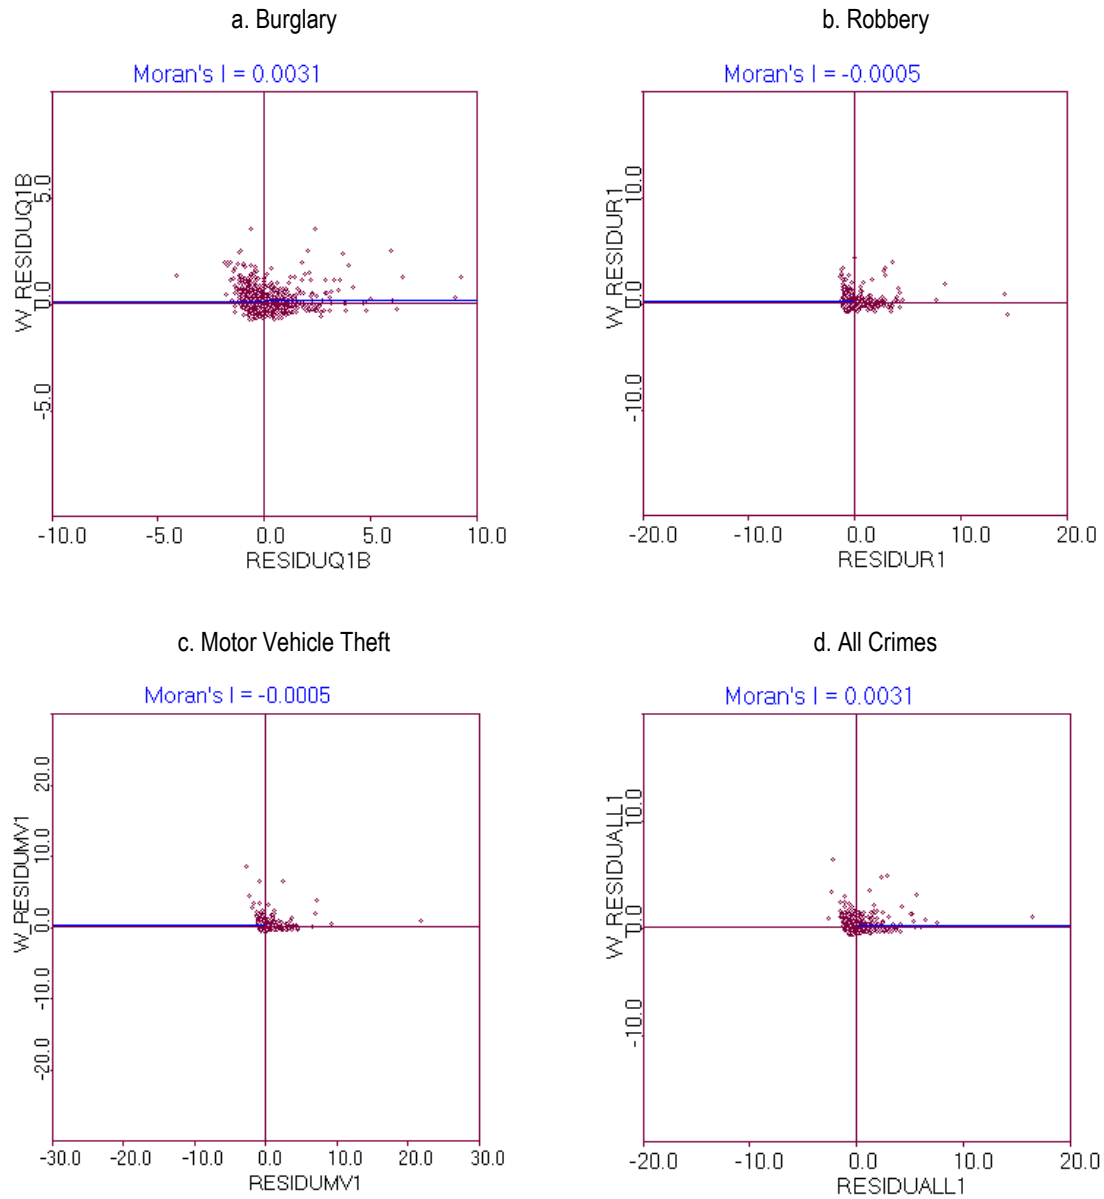 a. Burglary
Moran's I = 0.0031
W_RESIDUQ1B
5.0
0.0
-5.0
-10.0 -5.0 0.0 5.0 10.0
RESIDUQ1B
b. Robbery
Moran's I = -0.0005
W_RESIDUR1
10.0
0.0
-10.0
-20.0 -10.0 0.0 10.0 20.0
RESIDUR1
c. Motor Vehicle Theft
Moran's I = -0.0005
W_RESIDUMV1
20.0
10.0
0.0
-10.0
-20.0
-30.0 -20.0 -10.0 0.0 10.0 20.0 30.0
RESIDUMV1
d. All Crimes
Moran's I = 0.0031
W_RESIDUALL1
10.0
0.0
-10.0
-20.0 -10.0 0.0 10.0 20.0
RESIDUALL1